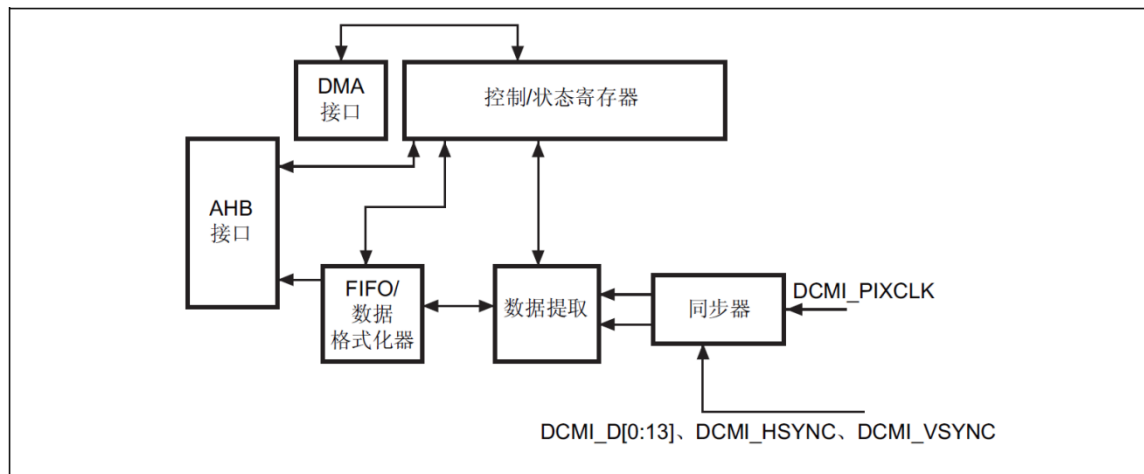 DMA
接口
控制/状态寄存器
AHB
接口
FIFO/
数据
格式化器
数据提取
同步器
DCMI_PIXCLK
DCMI_D[0:13]、DCMI_HSYNC、DCMI_VSYNC